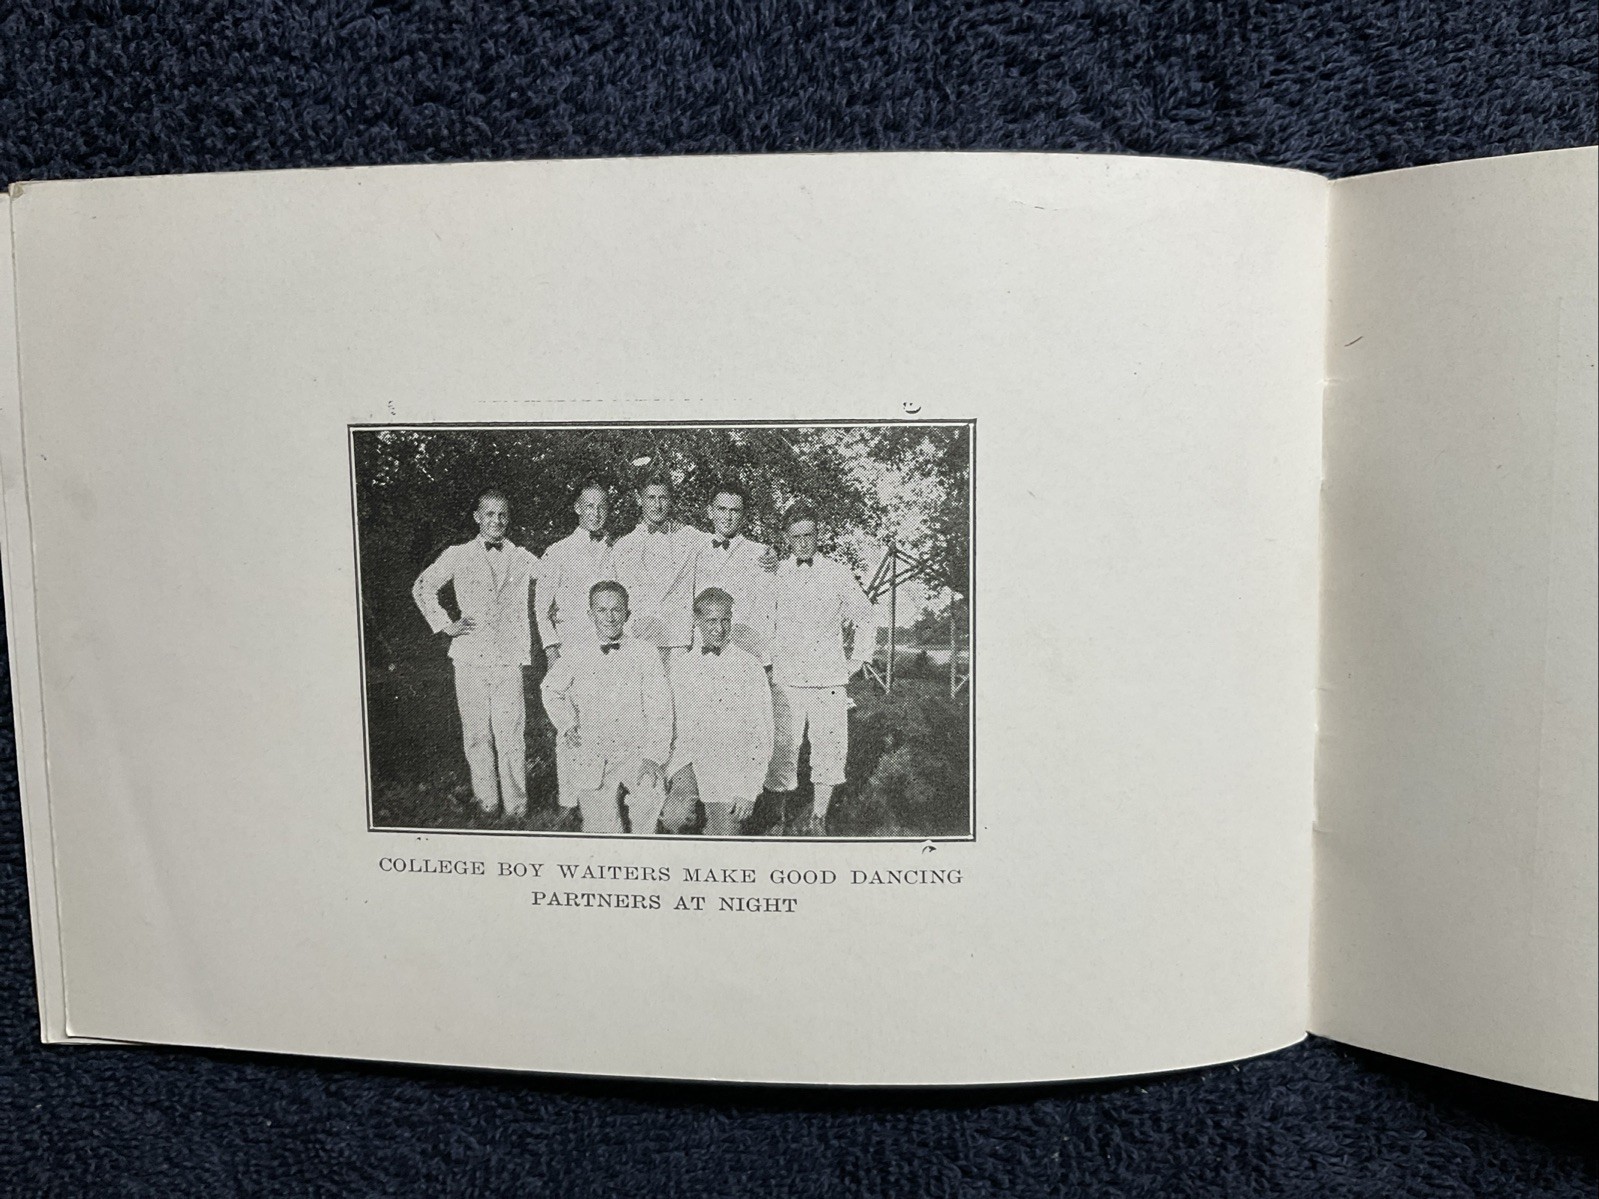 COLLEGE BOY WAITERS MAKE GOOD DANCING
PARTNERS AT NIGHT